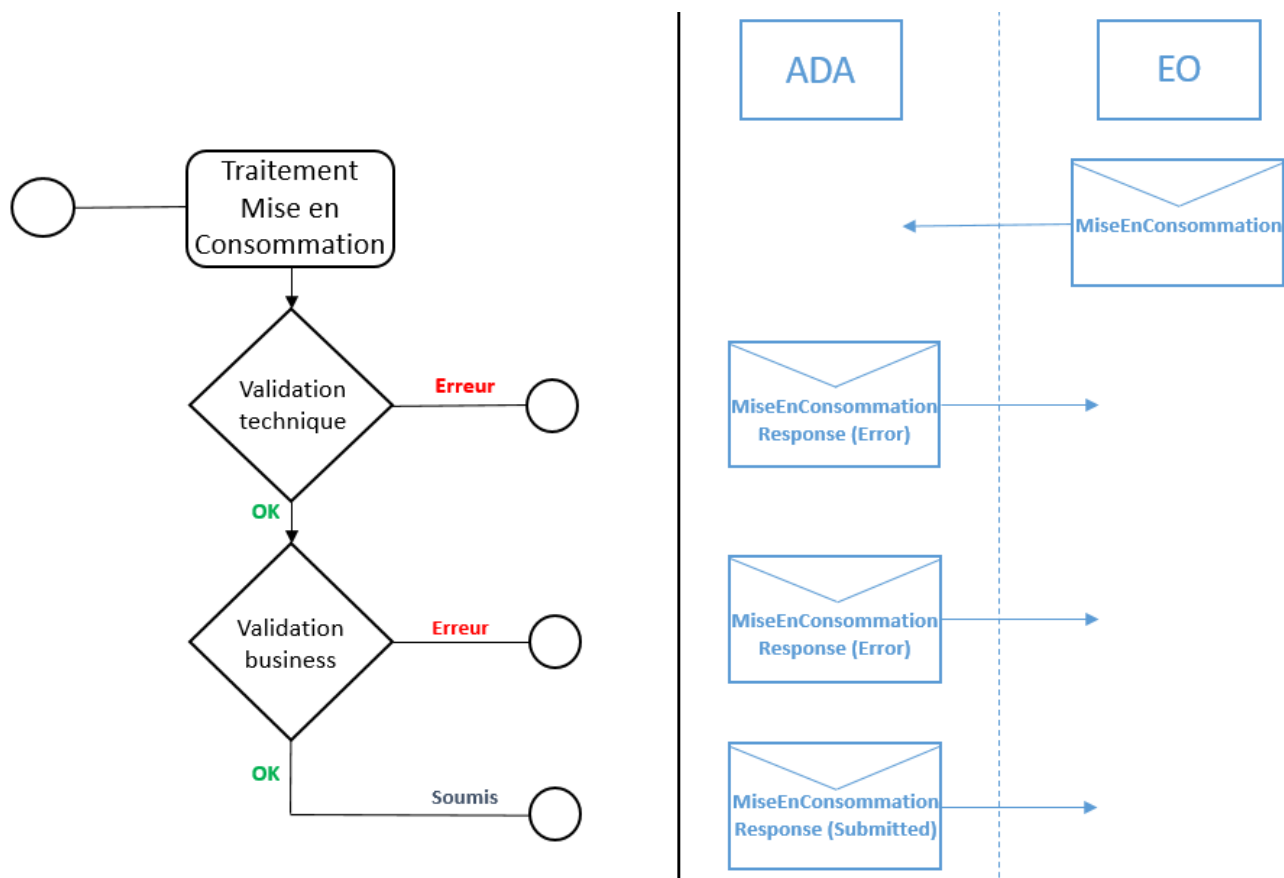 Traitement
Mise en
Consommation
Validation
technique
Erreur
OK
Validation
business
Erreur
OK
Soumis
ADA
EO
MiseEnConsommation
MiseEnConsommation
Response (Error)
MiseEnConsommation
Response (Error)
MiseEnConsommation
Response (Submitted)